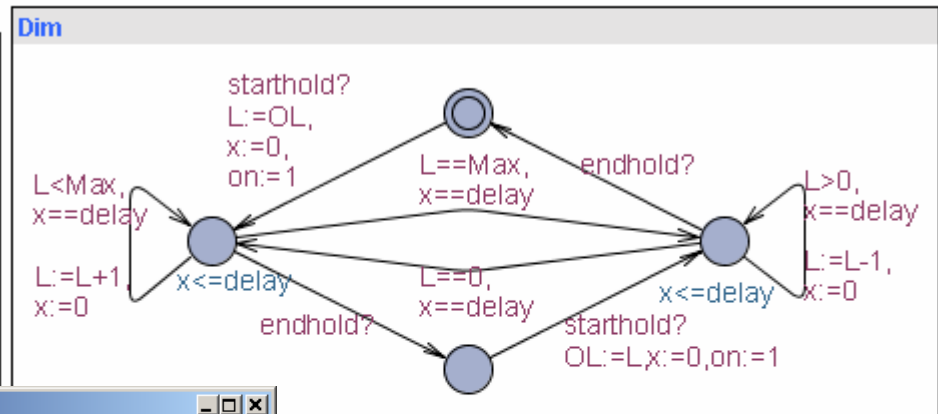 Dim
starthold?
L:=OL,
x:=0,
on:=1
L==Max,
x==delay
endhold?
L<Max,
x==delay
L>0,
x==delay
L:=L+1,
x:=0
x<=delay
L==0,
x==delay
x<=delay
L:=L-1,
x:=0
endhold?
starthold?
OL:=L,x:=0,on:=1